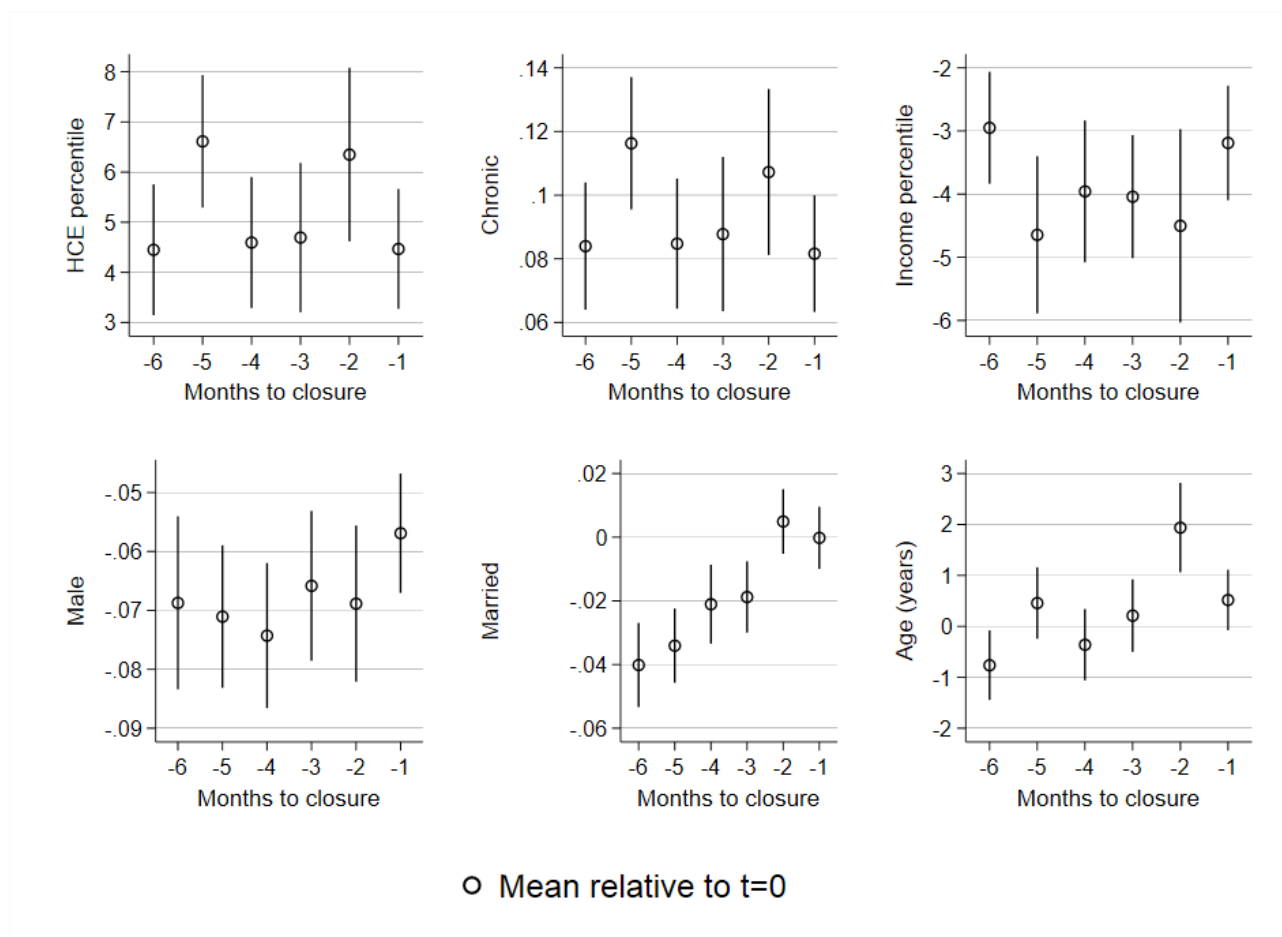 HCE percentile
8
7
6
5
4
3
-6 -5 -4 -3 -2 -1
Months to closure
Chronic
.14
.12
.1
.08
.06
-6 -5 -4 -3 -2 -1
Months to closure
Income percentile
-2
-3
-4
-5
-6
-6 -5 -4 -3 -2 -1
Months to closure
Male
-.05
-.06
-.07
-.08
-.09
-6 -5 -4 -3 -2 -1
Months to closure
Married
.02
0
-.02
-.04
-.06
-6 -5 -4 -3 -2 -1
Months to closure
Age (years)
3
2
1
0
-1
-2
-6 -5 -4 -3 -2 -1
Months to closure
Mean relative to t=0